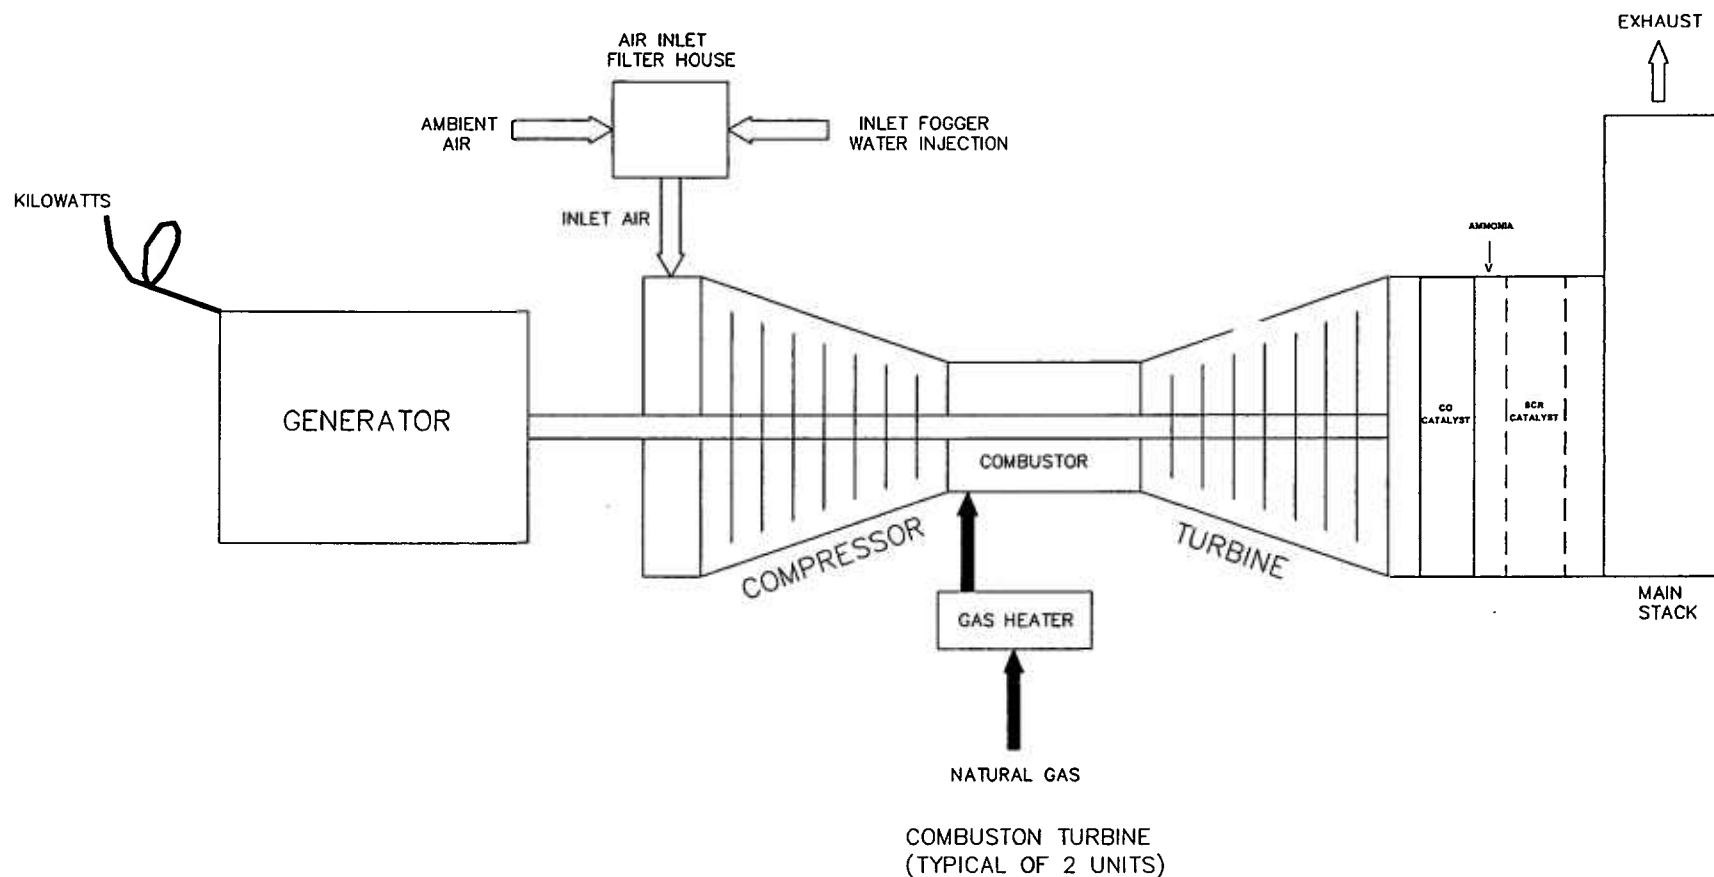 EXHAUST
AIR INLET
FILTER HOUSE
AMBIENT
AIR
INLET FOGGER
WATER INJECTION
KILOWATTS
INLET AIR
AMMONIA
GENERATOR
CO
CATALYST
SCR
CATALYST
COMBUSTOR
COMPRESSOR
TURBINE
GAS HEATER
MAIN
STACK
NATURAL GAS
COMBUSTON TURBINE
(TYPICAL OF 2 UNITS)